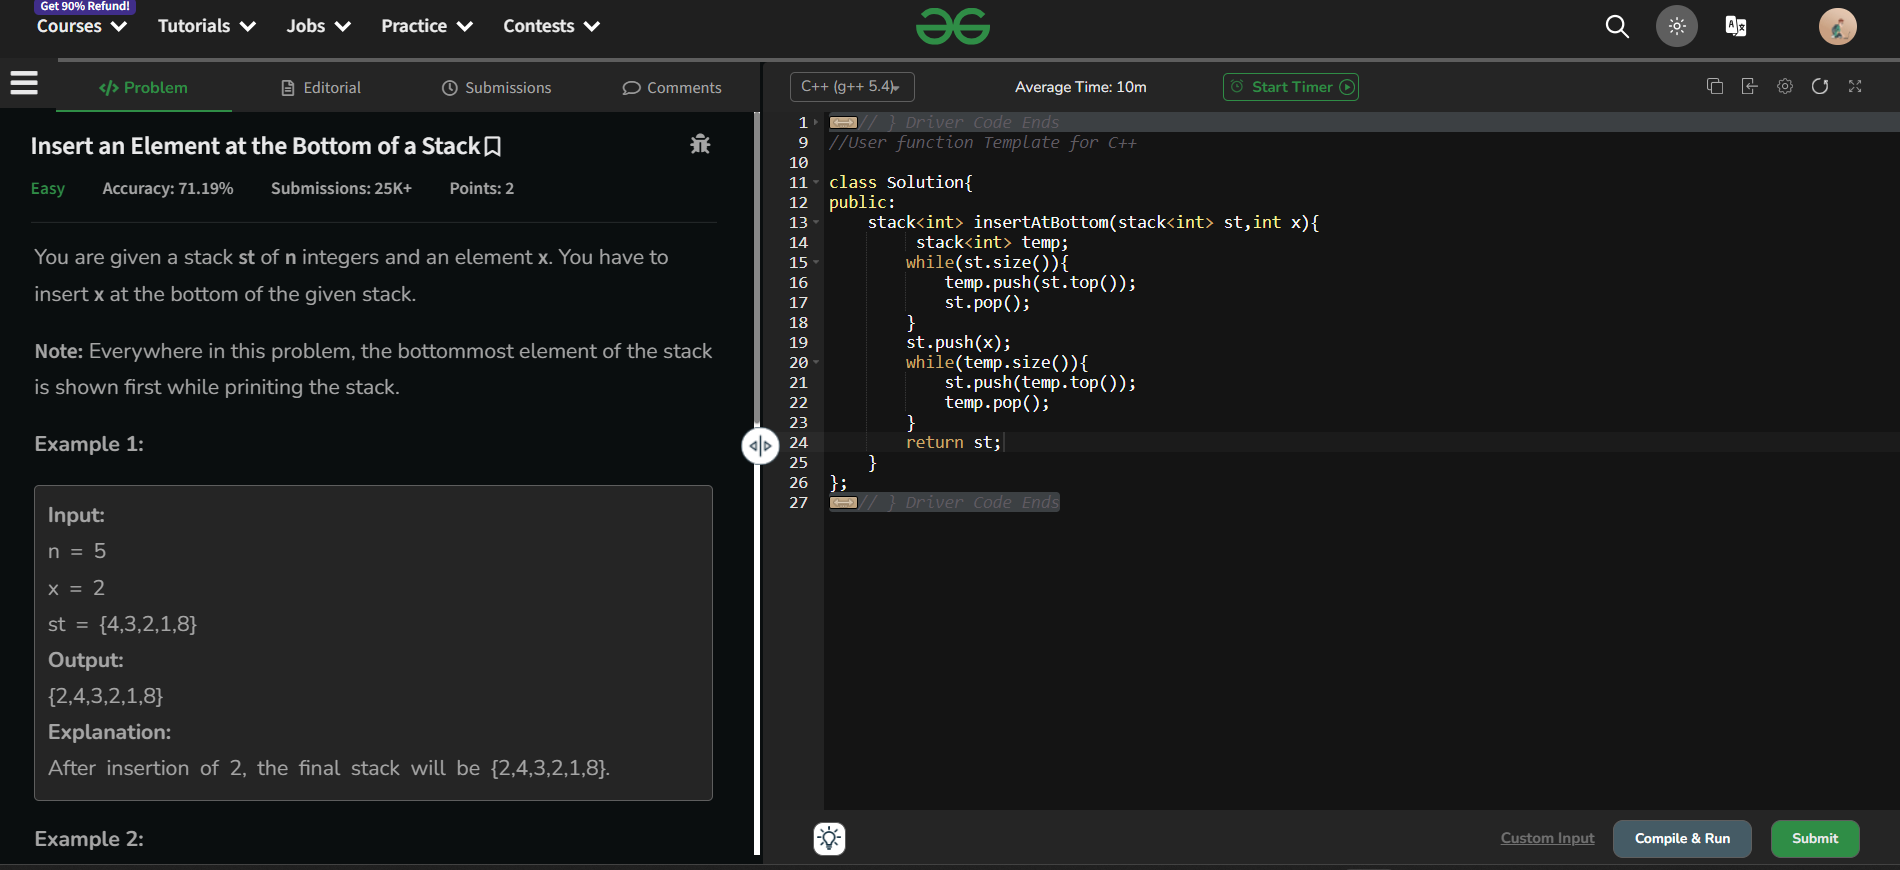 Get 90% Refund!
Courses Tutorials Jobs Practice Contests
</> Problem Editorial Submissions Comments
Insert an Element at the Bottom of a Stack
Easy Accuracy: 71.19% Submissions: 25K+ Points: 2
You are given a stack st of n integers and an element x. You have to
insert x at the bottom of the given stack.
Note: Everywhere in this problem, the bottommost element of the stack
is shown first while priniting the stack.
Example 1:
Input:
n = 5
x = 2
st = {4,3,2,1,8}
Output:
{2,4,3,2,1,8}
Explanation:
After insertion of 2, the final stack will be {2,4,3,2,1,8}.
Example 2:
C++ (g++ 5.4) Average Time: 10m Start Timer
1 // } Driver Code Ends
9 //User function Template for C++
10
11 class Solution{
12 public:
13 stack<int> insertAtBottom(stack<int> st,int x){
14 stack<int> temp;
15 while(st.size()){
16 temp.push(st.top());
17 st.pop();
18 }
19 st.push(x);
20 while(temp.size()){
21 st.push(temp.top());
22 temp.pop();
23 }
24 return st;
25 }
26 };
27 // } Driver Code Ends
Custom Input Compile & Run Submit